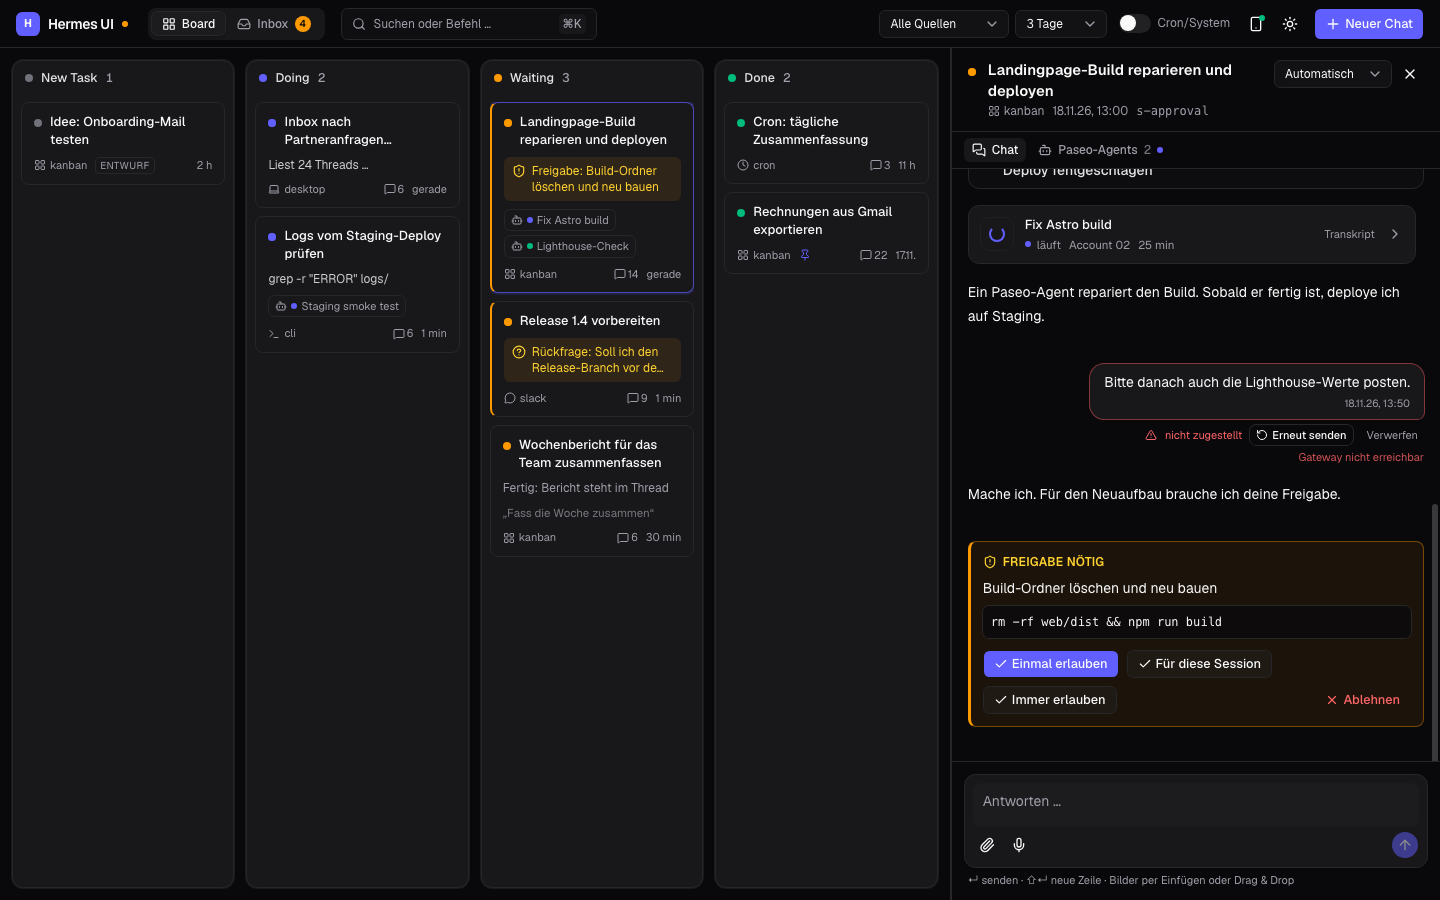 H Hermes UI
Board
Inbox 4
Suchen oder Befehl …
⌘K
Alle Quellen
3 Tage
Cron/System
Neuer Chat
New Task 1
Idee: Onboarding-Mail
testen
kanban ENTWURF 2 h
Doing 2
Inbox nach
Partneranfragen…
Liest 24 Threads …
desktop 6 gerade
Logs vom Staging-Deploy
prüfen
grep -r "ERROR" logs/
Staging smoke test
cli 6 1 min
Waiting 3
Landingpage-Build
reparieren und deployen
Freigabe: Build-Ordner
löschen und neu bauen
Fix Astro build
Lighthouse-Check
kanban 14 gerade
Release 1.4 vorbereiten
Rückfrage: Soll ich den
Release-Branch vor de…
slack 9 1 min
Wochenbericht für das
Team zusammenfassen
Fertig: Bericht steht im Thread
„Fass die Woche zusammen“
kanban 6 30 min
Done 2
Cron: tägliche
Zusammenfassung
cron 3 11 h
Rechnungen aus Gmail
exportieren
kanban 22 17.11.
Landingpage-Build reparieren und
deployen
Automatisch
kanban 18.11.26, 13:00 s-approval
Chat
Paseo-Agents 2
Deploy fehlgeschlagen
Fix Astro build
läuft Account 02 25 min
Transkript
Ein Paseo-Agent repariert den Build. Sobald er fertig ist, deploye ich
auf Staging.
Bitte danach auch die Lighthouse-Werte posten.
18.11.26, 13:50
nicht zugestellt
Erneut senden
Verwerfen
Gateway nicht erreichbar
Mache ich. Für den Neuaufbau brauche ich deine Freigabe.
FREIGABE NÖTIG
Build-Ordner löschen und neu bauen
rm -rf web/dist && npm run build
Einmal erlauben
Für diese Session
Immer erlauben
Ablehnen
Antworten …
↵ senden · ⇧↵ neue Zeile · Bilder per Einfügen oder Drag & Drop